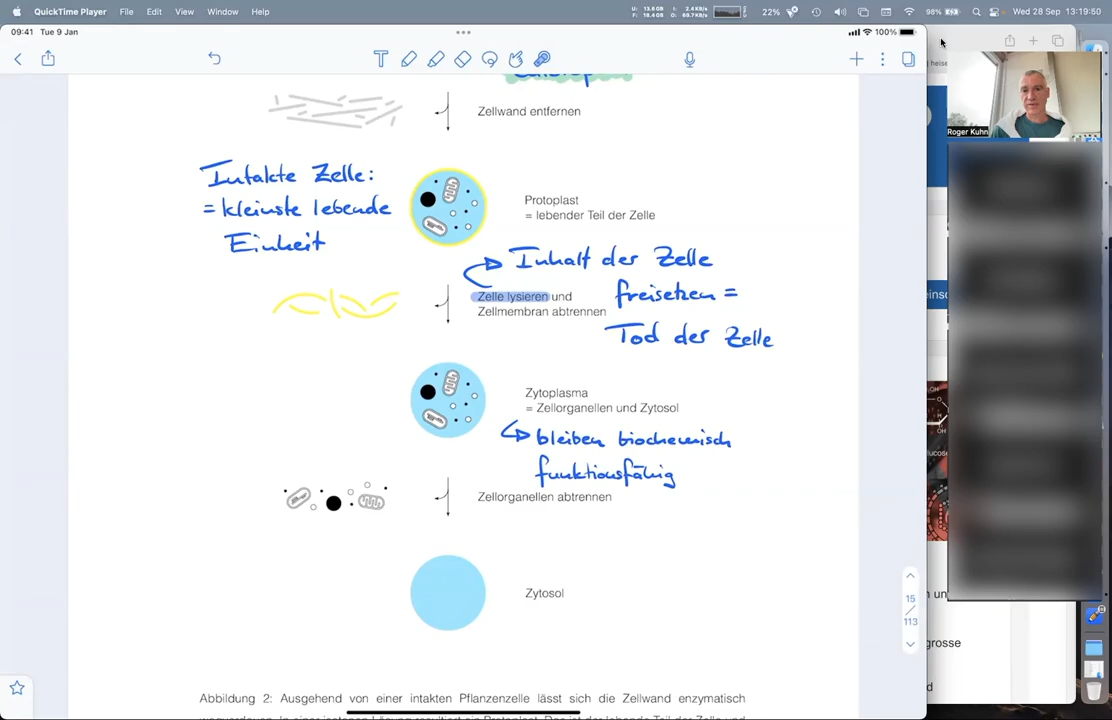 QuickTime Player File Edit View Window Help
22% 96% Wed 28 Sep 13:19:50
09:41 Tue 9 Jan
100%
Zellwand entfernen
Intakte Zelle:
= kleinste lebende
Einheit
Protoplast
= lebender Teil der Zelle
Inhalt der Zelle
freisetzen =
Tod der Zelle
Zelle lysieren und
Zellmembran abtrennen
Zytoplasma
= Zellorganellen und Zytosol
bleiben biochemisch
funktionsfähig
Zellorganellen abtrennen
Zytosol
15
/
113
Abbildung 2: Ausgehend von einer intakten Pflanzenzelle lässt sich die Zellwand enzymatisch
Roger Kuhn
heise
grosse